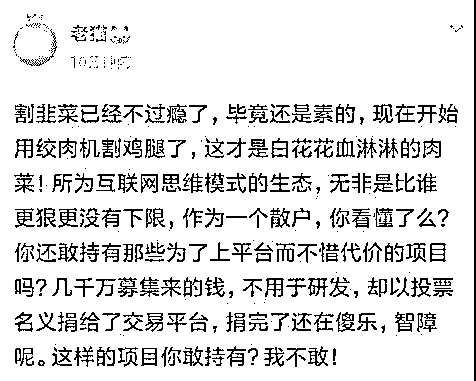 老猫
割韭菜已经不过瘾了，毕竟还是素的，现在开始
用绞肉机割鸡腿了，这才是白花花血淋淋的肉
菜！所为互联网思维模式的生态，无非是比谁
更狠更没有下限，作为一个散户，你看懂了么？
你还敢持有那些为了上平台而不惜代价的项目
吗？几千万募集来的钱，不用于研发，却以投票
名义捐给了交易平台，捐完了还在傻乐，智障
呢。这样的项目你敢持有？我不敢！